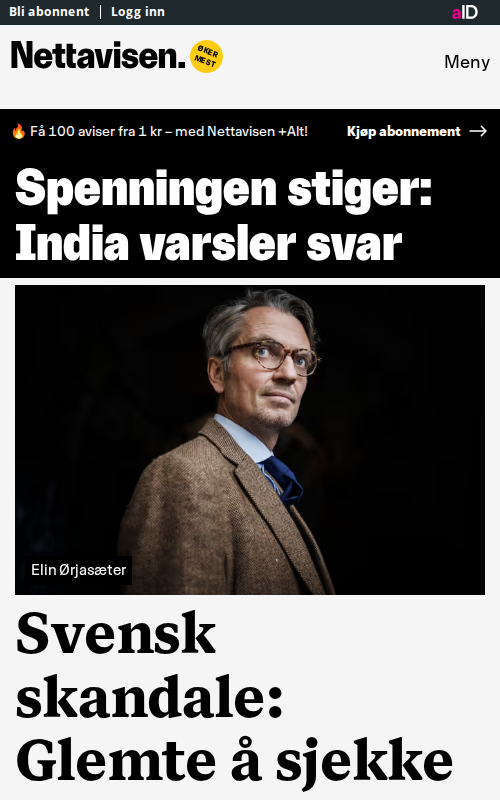 Bli abonnent Logg inn aID
Nettavisen. ØKER MEST
Meny
🔥 Få 100 aviser fra 1 kr – med Nettavisen +Alt! Kjøp abonnement →
Spenningen stiger:
India varsler svar
Elin Ørjasæter
Svensk
skandale:
Glemte å sjekke